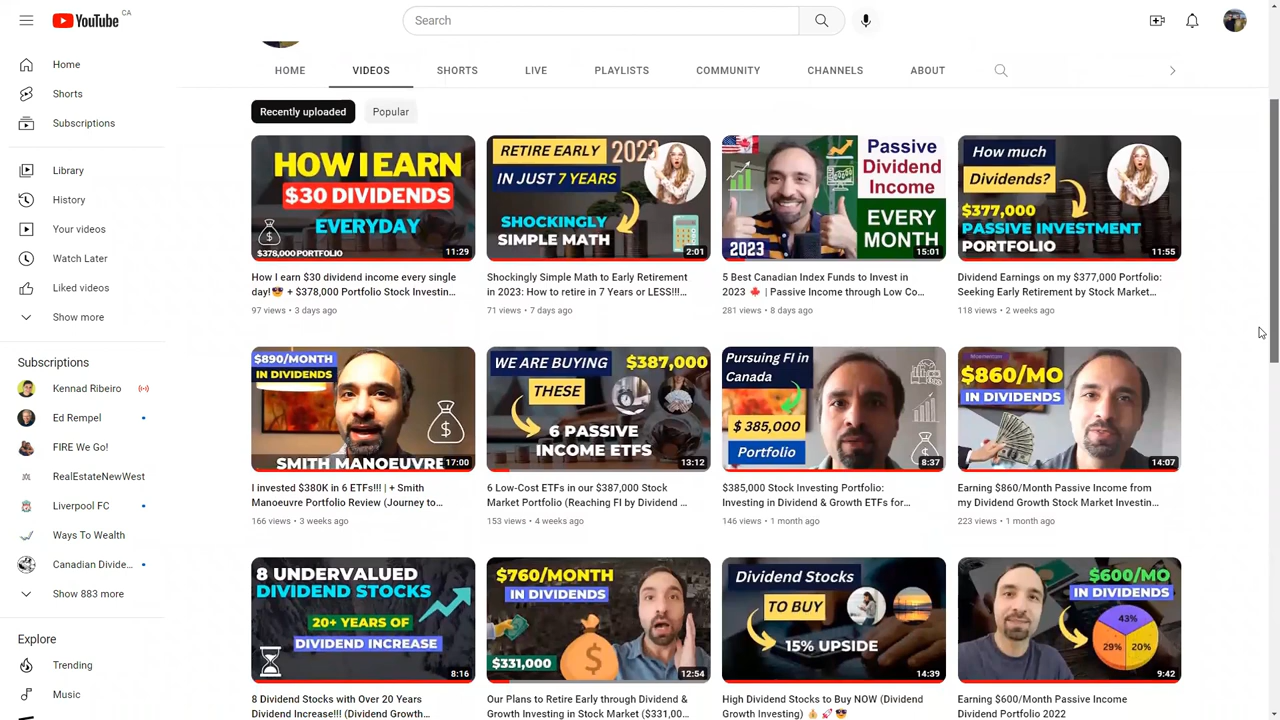 YouTube CA
Search
Home
Shorts
Subscriptions
Library
History
Your videos
Watch Later
Liked videos
Show more
Subscriptions
Kennad Ribeiro
Ed Rempel
FIRE We Go!
RealEstateNewWest
Liverpool FC
Ways To Wealth
Canadian Divide...
Show 883 more
Explore
Trending
Music
HOME VIDEOS SHORTS LIVE PLAYLISTS COMMUNITY CHANNELS ABOUT
Recently uploaded Popular
HOW I EARN
$30 DIVIDENDS
EVERYDAY
$
$378,000 PORTFOLIO
11:29
How I earn $30 dividend income every single
day!😎 + $378,000 Portfolio Stock Investin...
97 views • 3 days ago
RETIRE EARLY 2023
IN JUST 7 YEARS
SHOCKINGLY
SIMPLE MATH
2:01
Shockingly Simple Math to Early Retirement
in 2023: How to retire in 7 Years or LESS!!!...
71 views • 7 days ago
Passive
Dividend
Income
EVERY
MONTH
2023
15:01
5 Best Canadian Index Funds to Invest in
2023 🍁 | Passive Income through Low Co...
281 views • 8 days ago
How much
Dividends?
$377,000
PASSIVE INVESTMENT
PORTFOLIO
11:55
Dividend Earnings on my $377,000 Portfolio:
Seeking Early Retirement by Stock Market...
118 views • 2 weeks ago
$890/MONTH
IN DIVIDENDS
$
SMITH MANOEUVRE
17:00
I invested $380K in 6 ETFs!!! | + Smith
Manoeuvre Portfolio Review (Journey to...
166 views • 3 weeks ago
WE ARE BUYING $387,000
THESE
6 PASSIVE
INCOME ETFS
13:12
6 Low-Cost ETFs in our $387,000 Stock
Market Portfolio (Reaching FI by Dividend ...
153 views • 4 weeks ago
Pursuing FI in
Canada
$ 385,000
Portfolio
$
8:37
$385,000 Stock Investing Portfolio:
Investing in Dividend & Growth ETFs for...
146 views • 1 month ago
$860/MO
IN DIVIDENDS
14:07
Earning $860/Month Passive Income from
my Dividend Growth Stock Market Investin...
223 views • 1 month ago
8 UNDERVALUED
DIVIDEND STOCKS
20+ YEARS OF
DIVIDEND INCREASE
8:16
8 Dividend Stocks with Over 20 Years
Dividend Increase!!! (Dividend Growth...
$760/MONTH
IN DIVIDENDS
$
$331,000
12:54
Our Plans to Retire Early through Dividend &
Growth Investing in Stock Market ($331,00...
Dividend Stocks
TO BUY
15% UPSIDE
14:39
High Dividend Stocks to Buy NOW (Dividend
Growth Investing) 💰 🚀 😎
$600/MO
IN DIVIDENDS
43%
29% 20%
9:42
Earning $600/Month Passive Income
Dividend Portfolio 2022